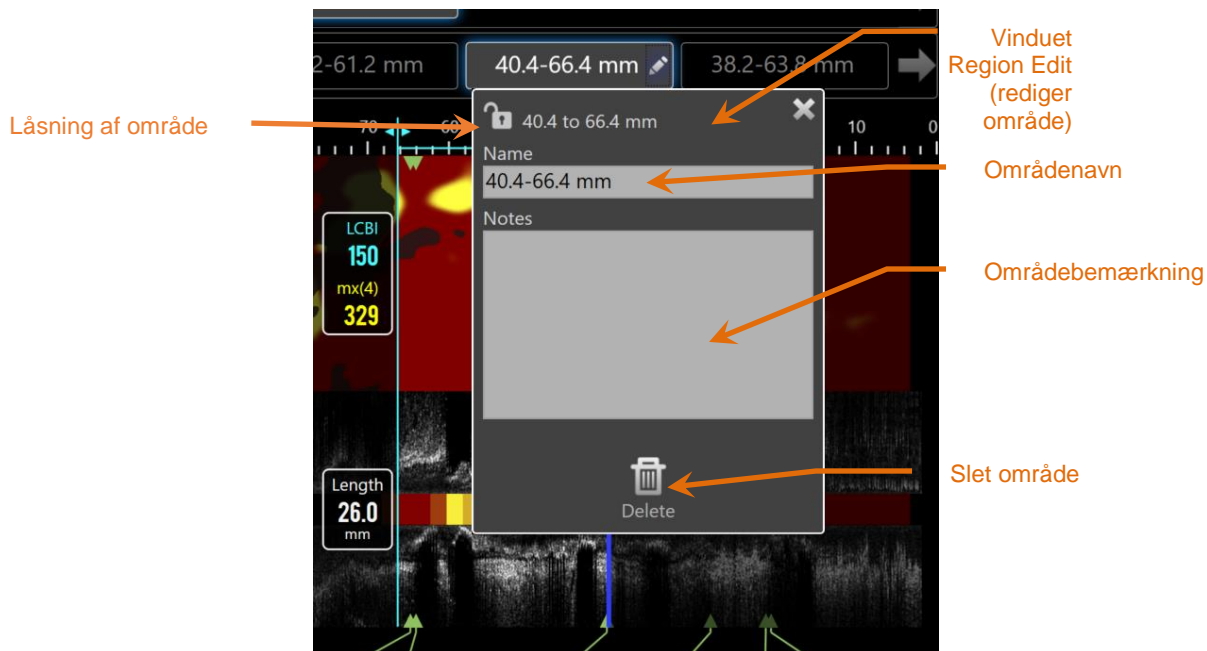 Vinduet
Region Edit
(rediger
område)
2-61.2 mm
40.4-66.4 mm
38.2-63.8 mm
Låsning af område
40.4 to 66.4 mm
70
60
10
0
Name
40.4-66.4 mm
Områdenavn
Notes
LCBI
150
mx(4)
329
Områdebemærkning
Length
26.0
mm
Delete
Slet område